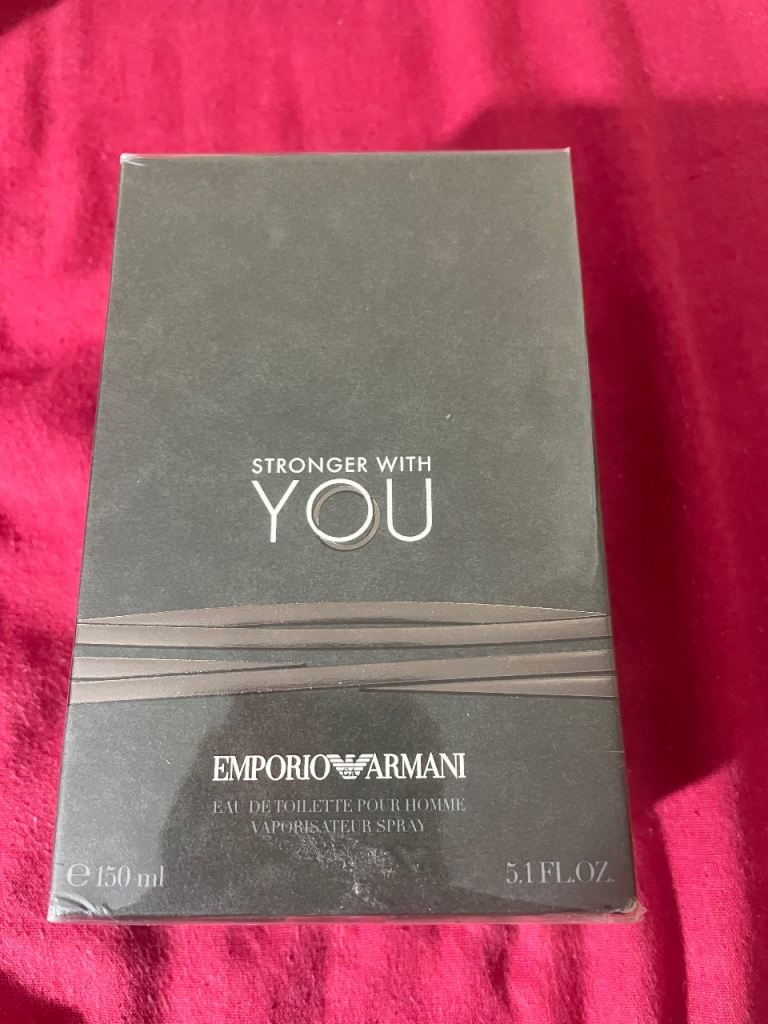 STRONGER WITH
YOU
EMPORIO ARMANI
EAU DE TOILETTE POUR HOMME
VAPORISATEUR SPRAY
℮ 150 ml
5.1 FL.OZ.